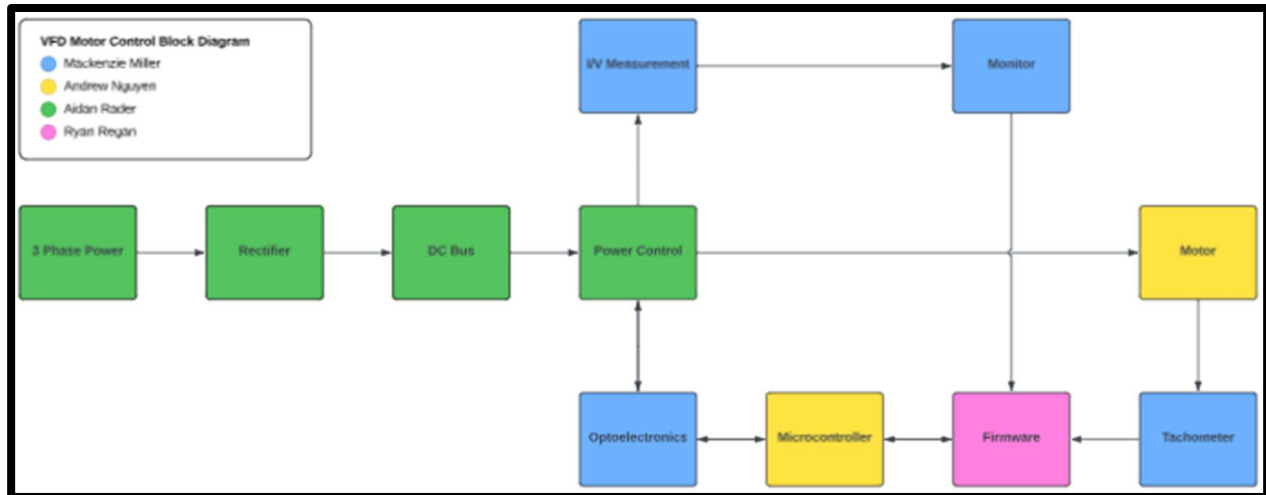 VFD Motor Control Block Diagram
Mackenzie Miller
Andrew Nguyen
Aidan Rader
Ryan Regan
I/V Measurement
Monitor
3 Phase Power
Rectifier
DC Bus
Power Control
Motor
Optoelectronics
Microcontroller
Firmware
Tachometer